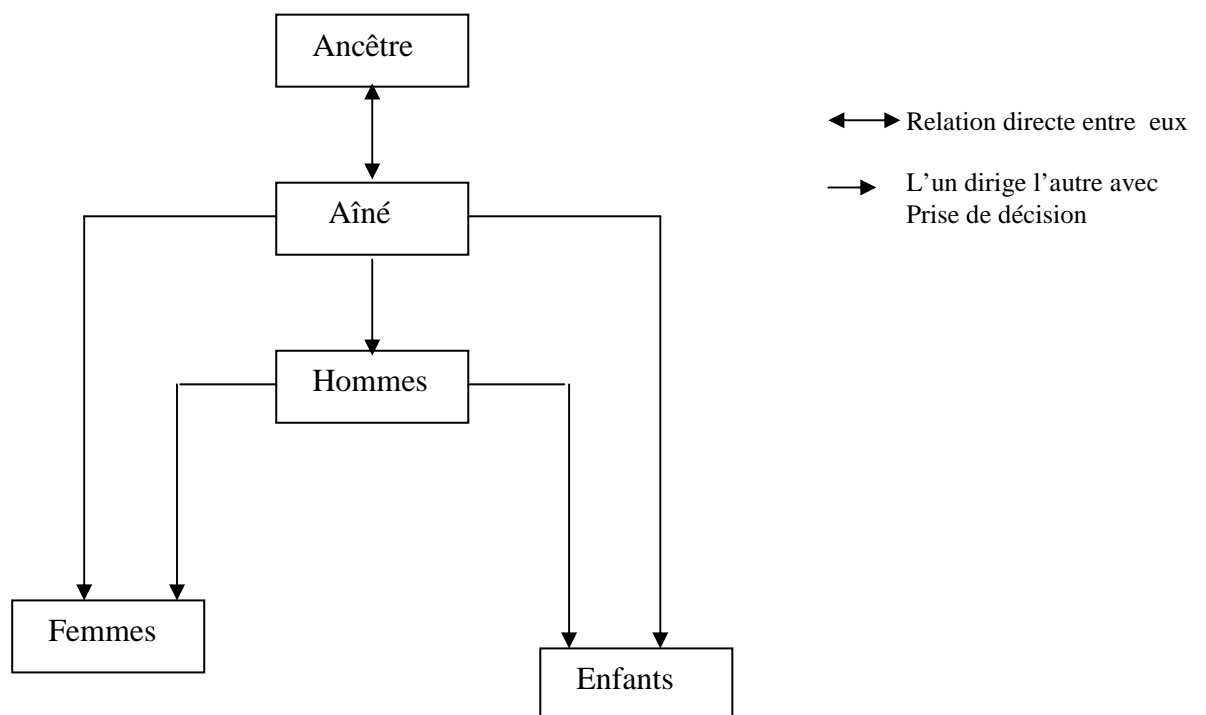 Ancêtre
Relation directe entre eux
L’un dirige l’autre avec
Prise de décision
Aîné
Hommes
Femmes
Enfants